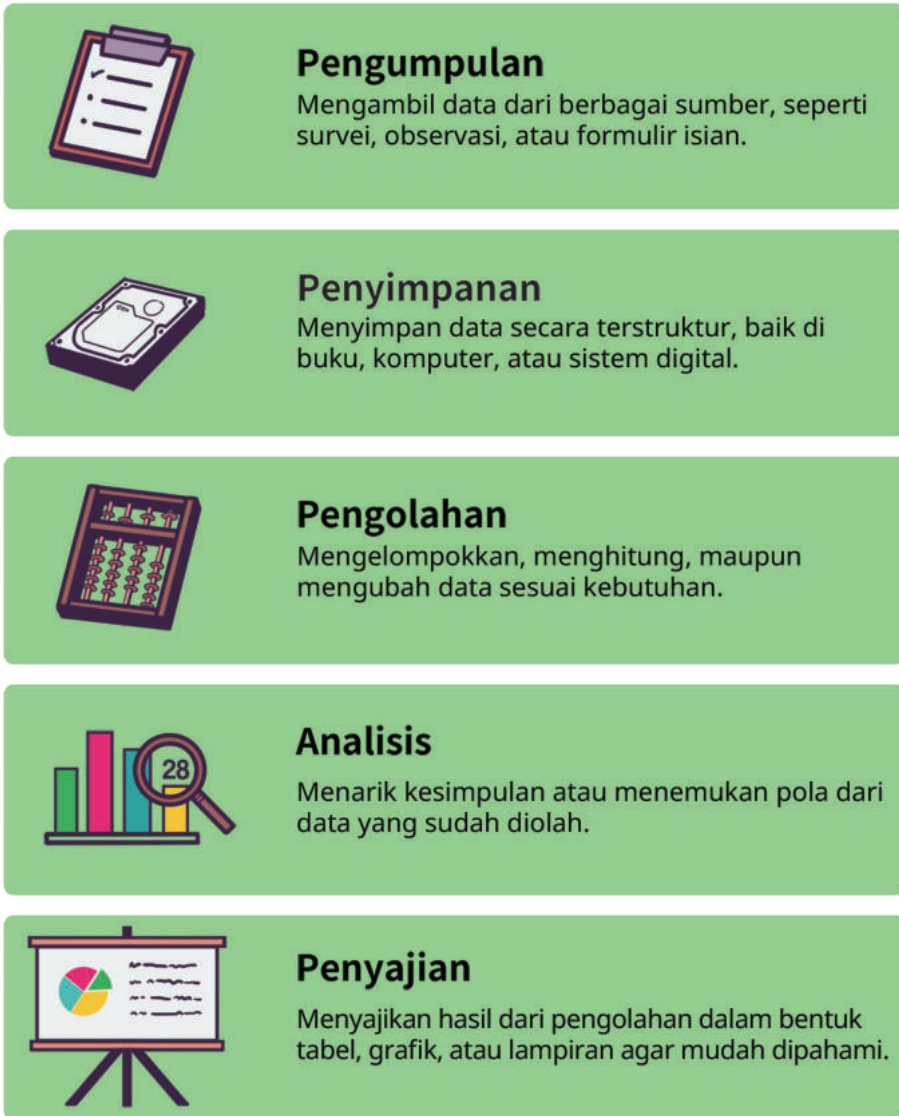 Pengumpulan
Mengambil data dari berbagai sumber, seperti
survei, observasi, atau formulir isian.
Penyimpanan
Menyimpan data secara terstruktur, baik di
buku, komputer, atau sistem digital.
Pengolahan
Mengelompokkan, menghitung, maupun
mengubah data sesuai kebutuhan.
28
Analisis
Menarik kesimpulan atau menemukan pola dari
data yang sudah diolah.
Penyajian
Menyajikan hasil dari pengolahan dalam bentuk
tabel, grafik, atau lampiran agar mudah dipahami.